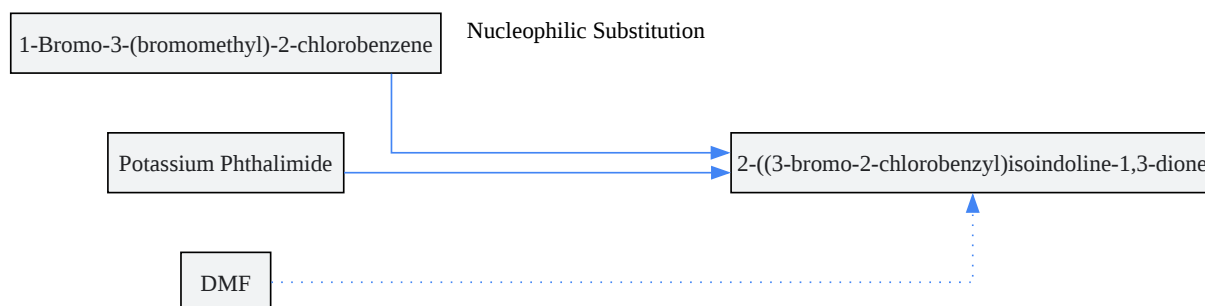 1-Bromo-3-(bromomethyl)-2-chlorobenzene
Nucleophilic Substitution
Potassium Phthalimide
2-((3-bromo-2-chlorobenzyl)isoindoline-1,3-dione
DMF